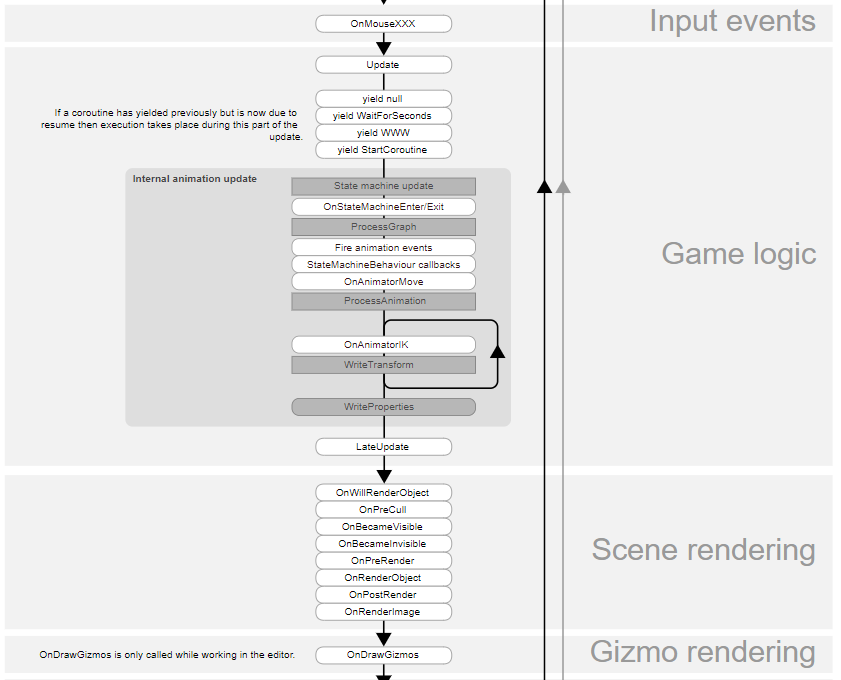 OnMouseXXX
Input events
Update
yield null
If a coroutine has yielded previously but is now due to
resume then execution takes place during this part of the
update.
yield WaitForSeconds
yield WWW
yield StartCoroutine
Internal animation update
State machine update
OnStateMachineEnter/Exit
ProcessGraph
Fire animation events
StateMachineBehaviour callbacks
OnAnimatorMove
ProcessAnimation
OnAnimatorIK
WriteTransform
WriteProperties
LateUpdate
Game logic
OnWillRenderObject
OnPreCull
OnBecameVisible
OnBecameInvisible
OnPreRender
OnRenderObject
OnPostRender
OnRenderImage
Scene rendering
OnDrawGizmos is only called while working in the editor.
OnDrawGizmos
Gizmo rendering